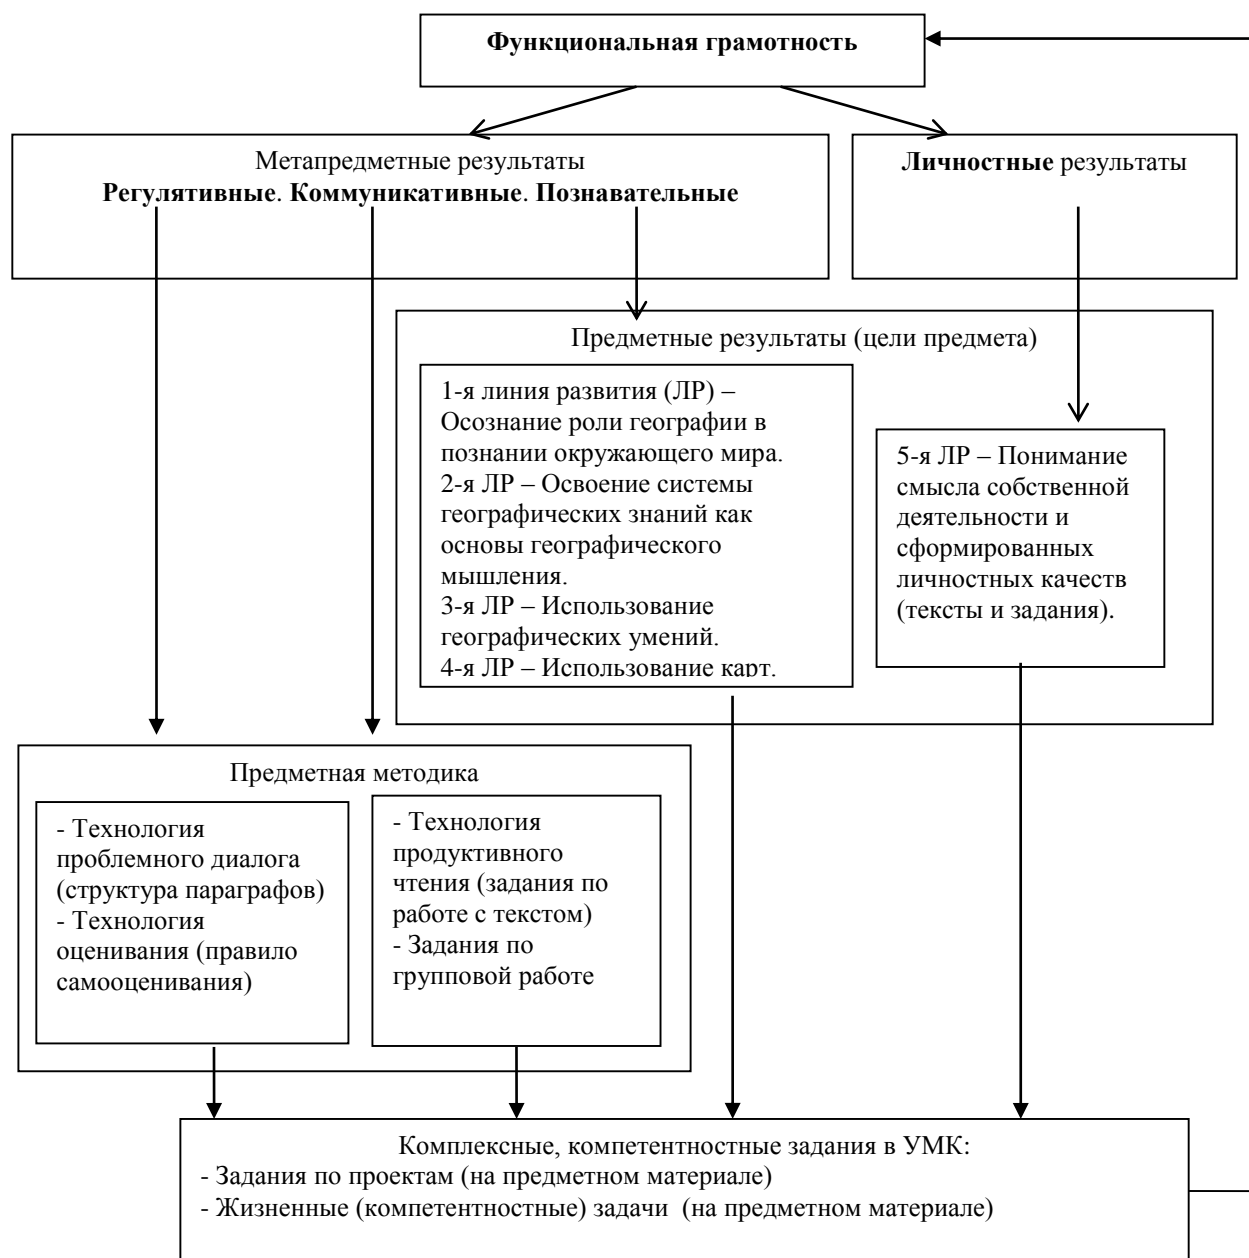 Функциональная грамотность
Метапредметные результаты
Регулятивные. Коммуникативные. Познавательные
Личностные результаты
Предметные результаты (цели предмета)
1-я линия развития (ЛР) –
Осознание роли географии в
познании окружающего мира.
2-я ЛР – Освоение системы
географических знаний как
основы географического
мышления.
3-я ЛР – Использование
географических умений.
4-я ЛР – Использование карт.
5-я ЛР – Понимание
смысла собственной
деятельности и
сформированных
личностных качеств
(тексты и задания).
Предметная методика
- Технология
проблемного диалога
(структура параграфов)
- Технология
оценивания (правило
самооценивания)
- Технология
продуктивного
чтения (задания по
работе с текстом)
- Задания по
групповой работе
Комплексные, компетентностные задания в УМК:
- Задания по проектам (на предметном материале)
- Жизненные (компетентностные) задачи (на предметном материале)